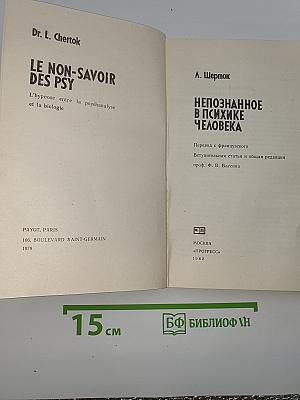 Dr. L. Chertok
LE NON-SAVOIR
DES PSY
L'hypnose entre la psychanalyse
et la biologie
PAYOT, PARIS
106, BOULEVARD SAINT-GERMAIN
1979
Л. Шерток
НЕПОЗНАННОЕ
В ПСИХИКЕ
ЧЕЛОВЕКА
Перевод с французского
Вступительная статья и общая редакция
проф. Ф. В. Бассина
МОСКВА
«ПРОГРЕСС»
1982
15 см
БФ БИБЛИОФИН